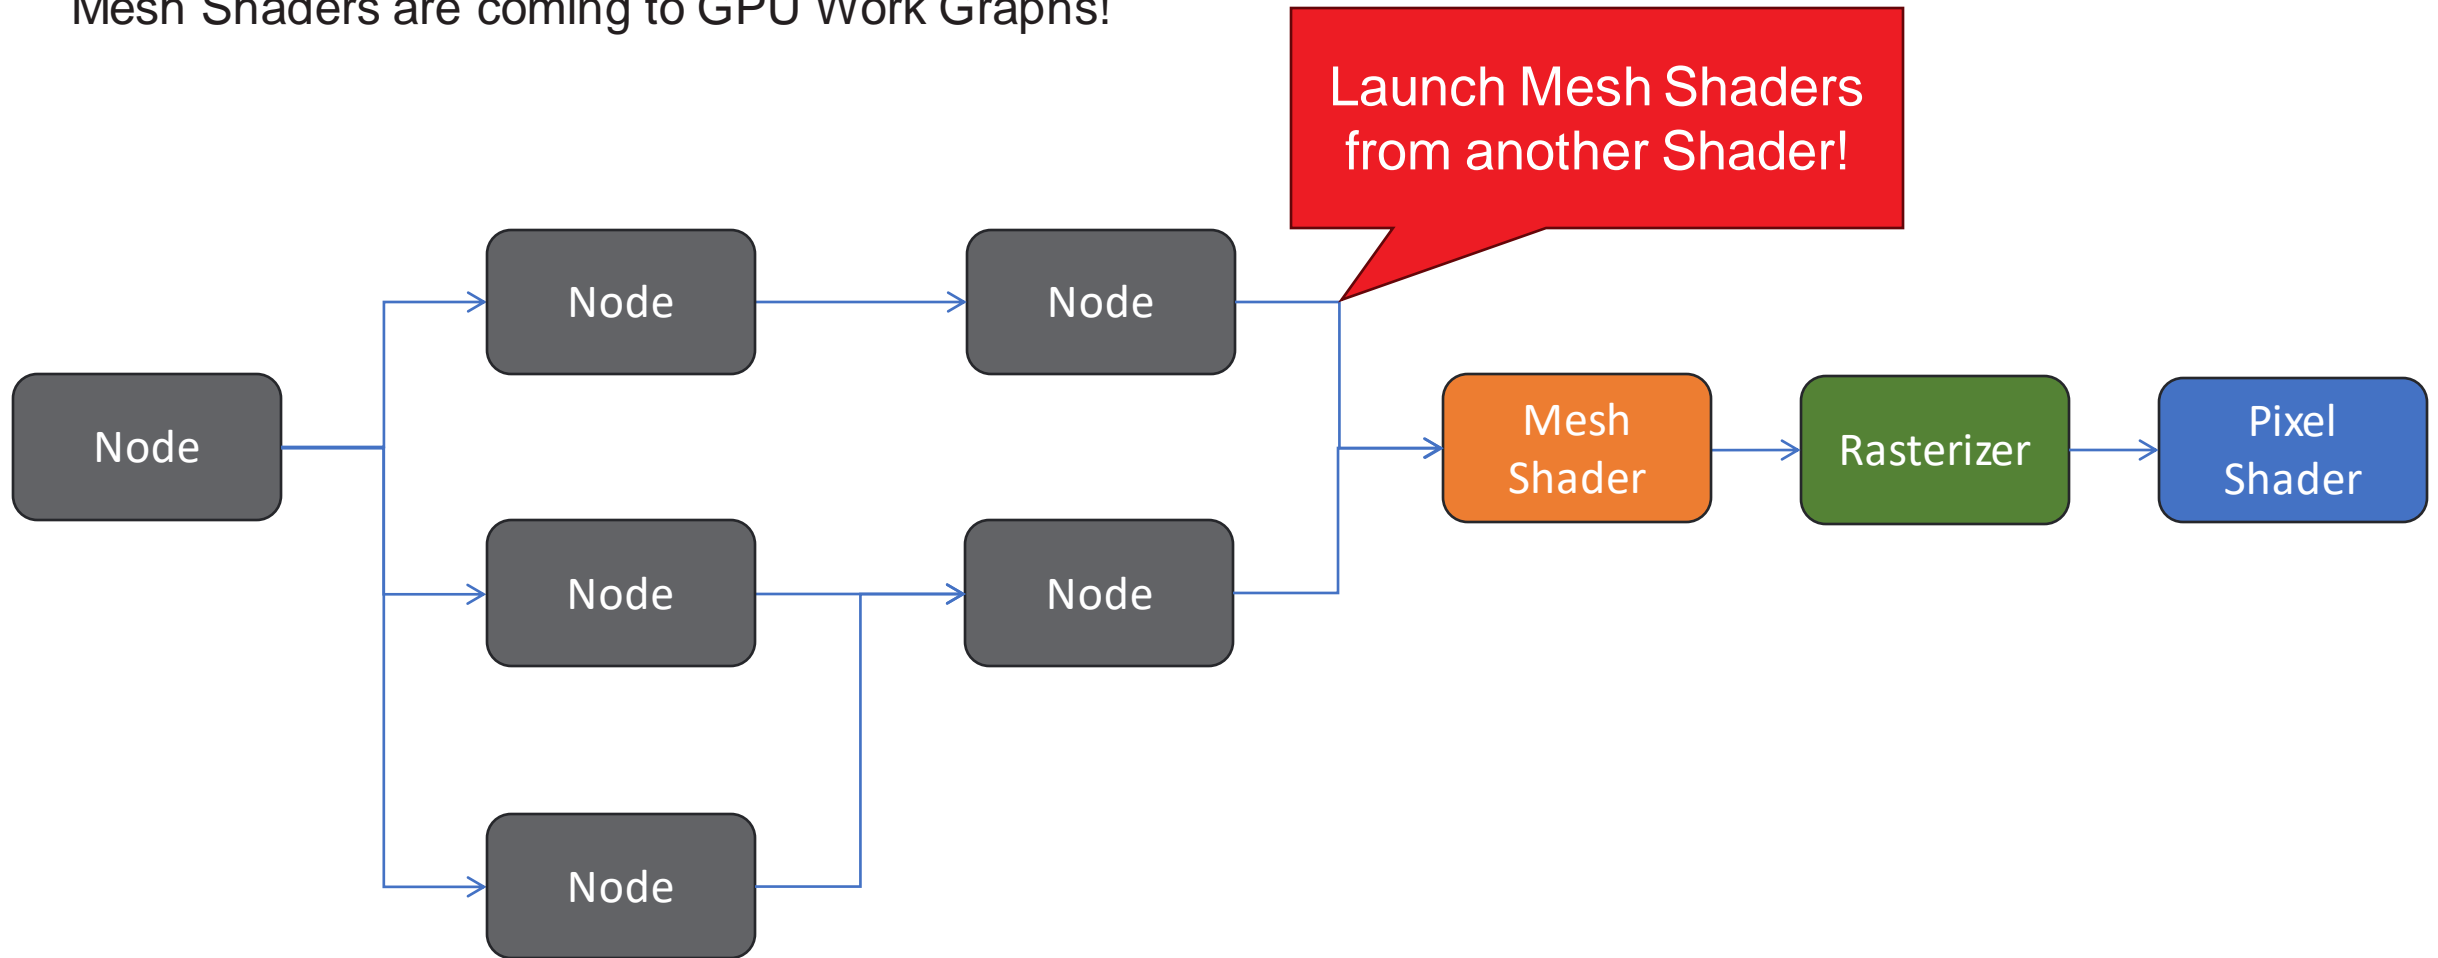 Mesh Shaders are coming to GPU Work Graphs!
Launch Mesh Shaders
from another Shader!
Node
Node
Node
Mesh
Shader
Rasterizer
Pixel
Shader
Node
Node
Node
Node